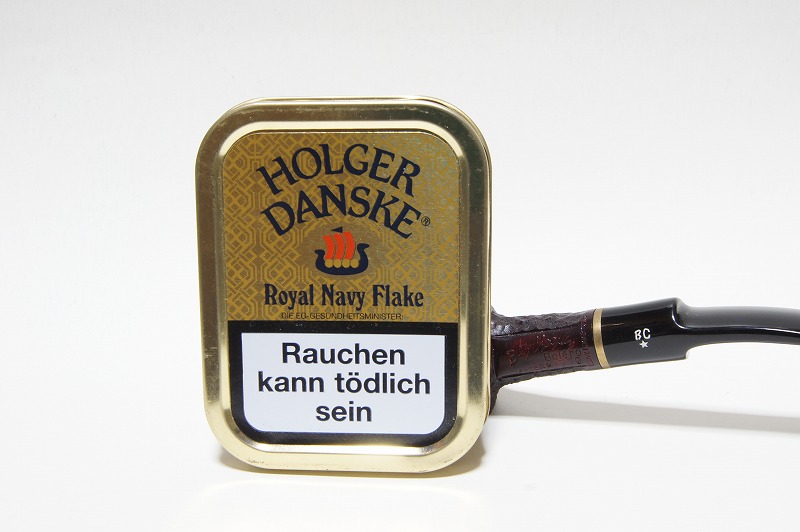 HOLGER
DANSKE®
Royal Navy Flake
DIE EG-GESUNDHEITSMINISTER:
Rauchen
kann tödlich
sein
BC